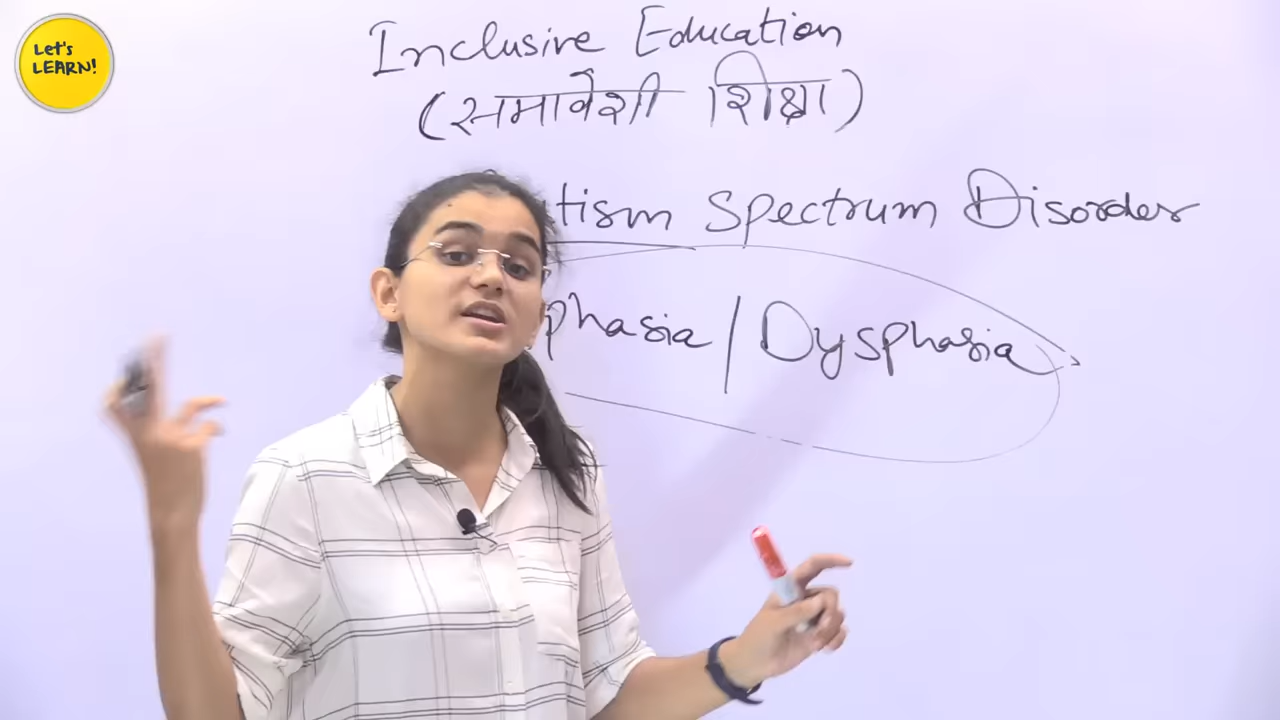 Let's
LEARN!
Inclusive Education
(समावेशी शिक्षा)
tism Spectrum Disorder
phasia / Dysphasia